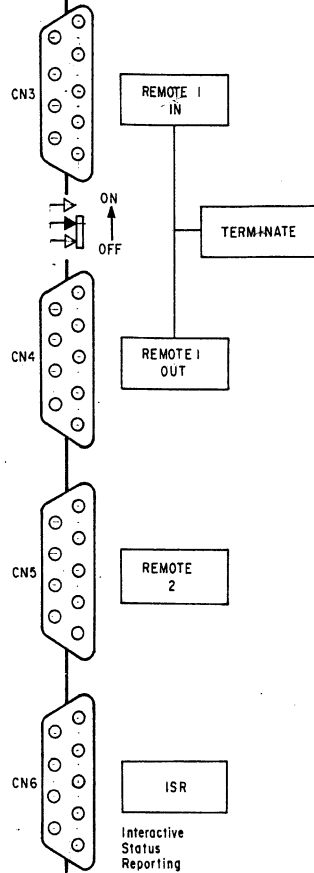 CN3
REMOTE 1
IN
ON
OFF
TERMINATE
CN4
REMOTE 1
OUT
CN5
REMOTE
2
CN6
ISR
Interactive
Status
Reporting